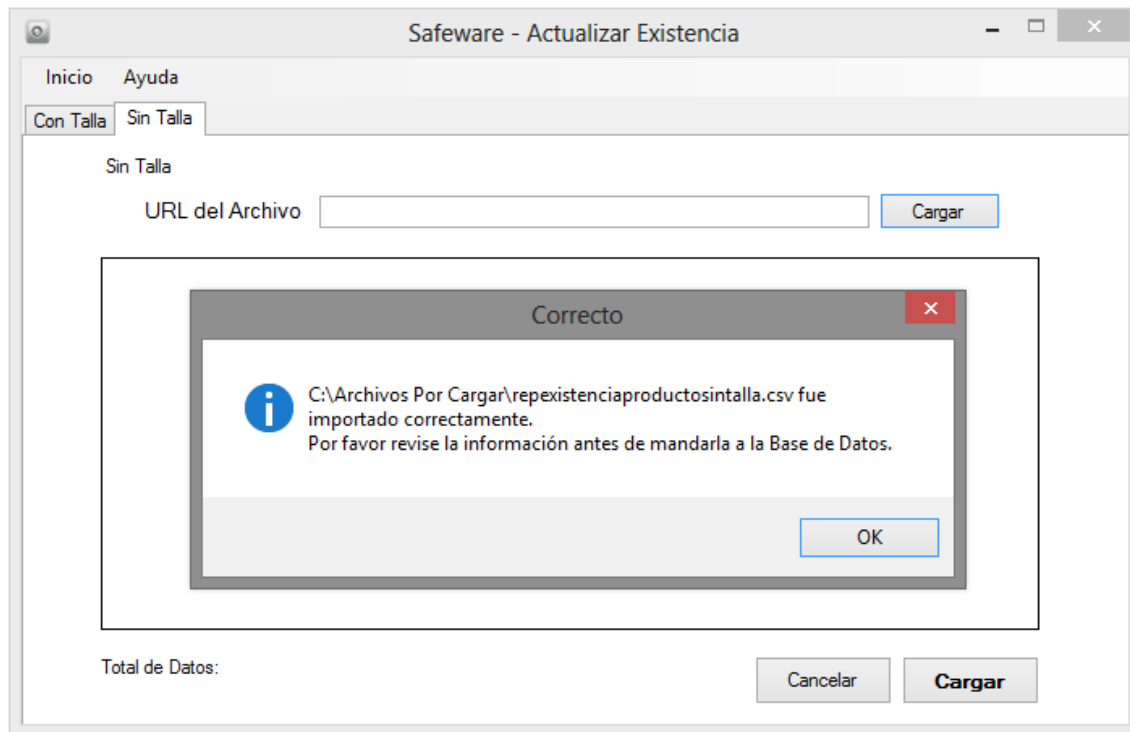 Safeware - Actualizar Existencia
Inicio Ayuda
Con Talla Sin Talla
Sin Talla
URL del Archivo Cargar
Correcto
C:\Archivos Por Cargar\repexistenciaproductosintalla.csv fue
importado correctamente.
Por favor revise la información antes de mandarla a la Base de Datos.
OK
Total de Datos:
Cancelar Cargar